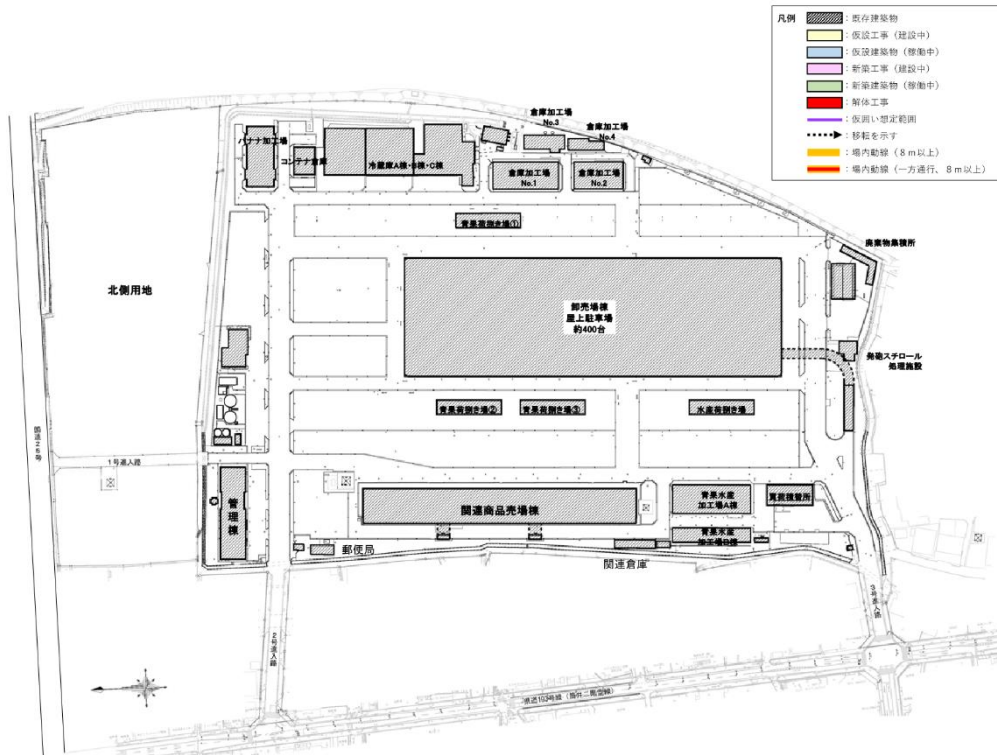 凡例
：既存建築物
：仮設工事（建設中）
：仮設建築物（稼働中）
：新築工事（建設中）
：新築建築物（稼働中）
：解体工事
：仮囲い想定範囲
：移転を示す
：場内動線（８ｍ以上）
：場内動線（一方通行、８ｍ以上）
倉庫加工場
No.3
倉庫加工場
No.4
バナナ加工場
コンテナ倉庫
冷蔵庫A棟・B棟・C棟
倉庫加工場
No.1
倉庫加工場
No.2
青果荷捌き場①
廃棄物集積所
北側用地
卸売場棟
屋上駐車場
約400台
発砲スチロール
処理施設
青果荷捌き場②
青果荷捌き場③
水産荷捌き場
1号進入路
管理棟
関連商品売場棟
青果水産
加工場A棟
買荷積替所
青果水産
加工場B棟
郵便局
関連倉庫
2号進入路
3号進入路